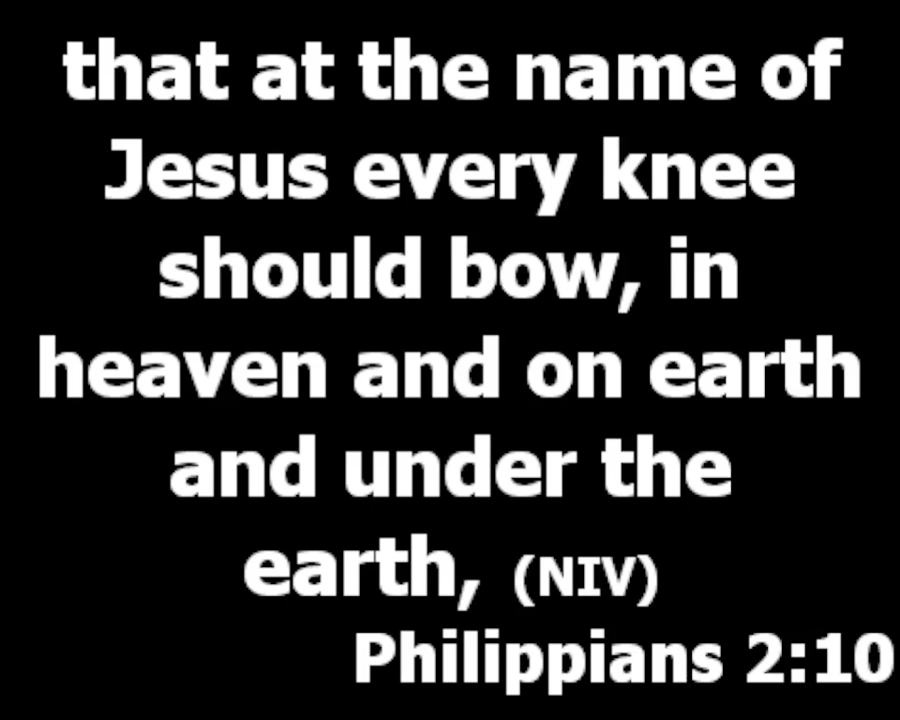 that at the name of
Jesus every knee
should bow, in
heaven and on earth
and under the
earth, (NIV)
Philippians 2:10